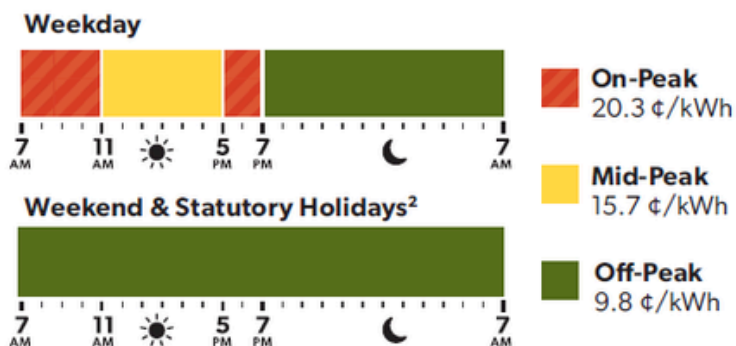 Weekday
7 11 5 7 7
AM AM PM PM AM
Weekend & Statutory Holidays²
7 11 5 7 7
AM AM PM PM AM
On-Peak
20.3 ¢/kWh
Mid-Peak
15.7 ¢/kWh
Off-Peak
9.8 ¢/kWh